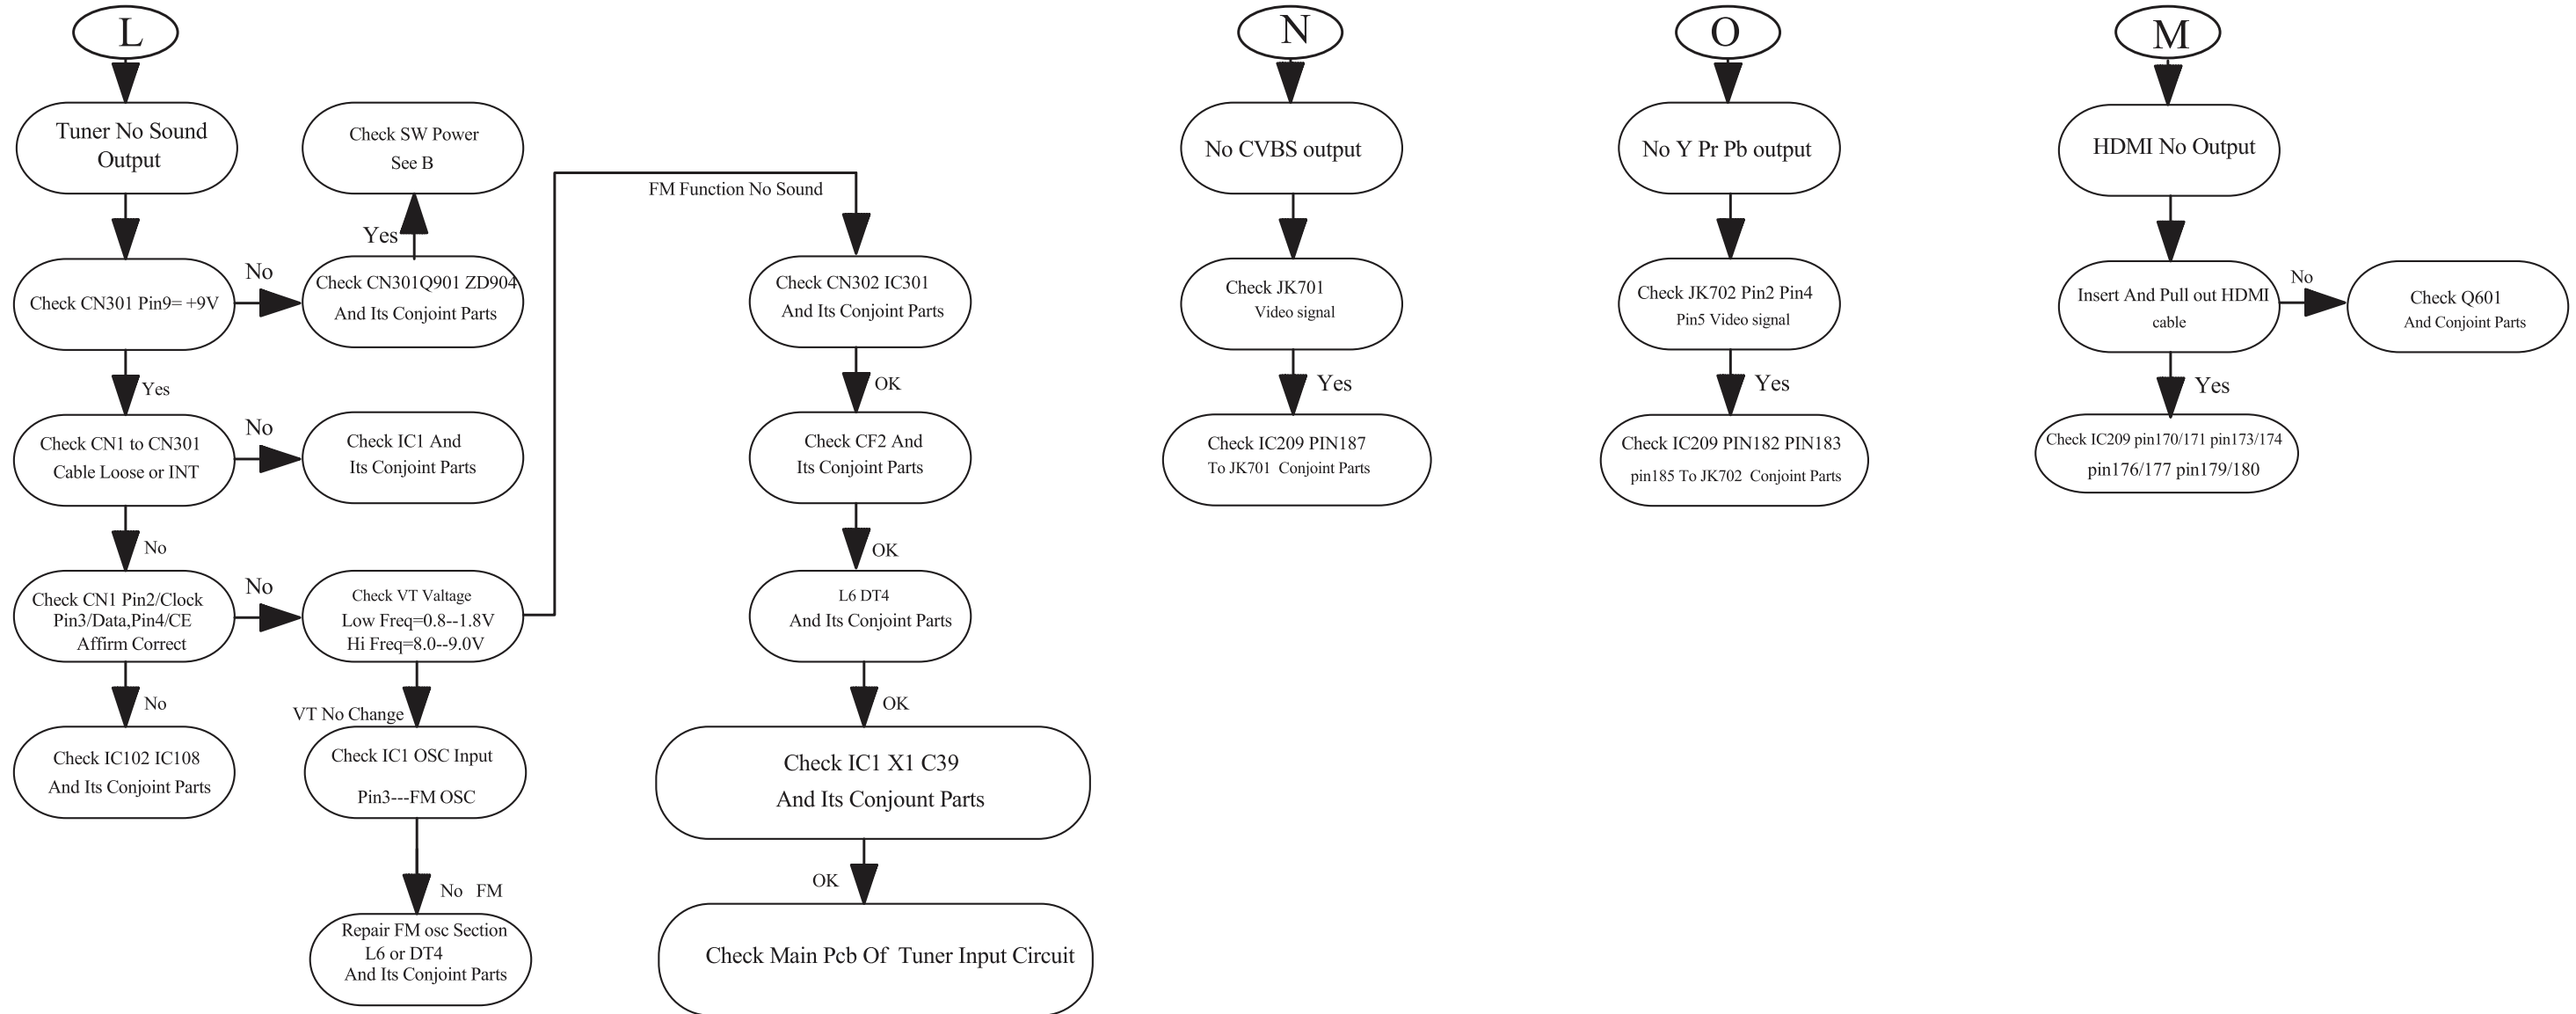 L
Tuner No Sound
Output
Check SW Power
See B
Yes
Check CN301 Pin9= +9V
No
Check CN301Q901 ZD904
And Its Conjoint Parts
Yes
Check CN1 to CN301
Cable Loose or INT
No
Check IC1 And
Its Conjoint Parts
No
Check CN1 Pin2/Clock
Pin3/Data,Pin4/CE
Affirm Correct
No
Check VT Valtage
Low Freq=0.8--1.8V
Hi Freq=8.0--9.0V
No
Check IC102 IC108
And Its Conjoint Parts
VT No Change
Check IC1 OSC Input
Pin3---FM OSC
No FM
Repair FM osc Section
L6 or DT4
And Its Conjoint Parts
FM Function No Sound
Check CN302 IC301
And Its Conjoint Parts
OK
Check CF2 And
Its Conjoint Parts
OK
L6 DT4
And Its Conjoint Parts
OK
Check IC1 X1 C39
And Its Conjount Parts
OK
Check Main Pcb Of Tuner Input Circuit
N
No CVBS output
Check JK701
Video signal
Yes
Check IC209 PIN187
To JK701 Conjoint Parts
O
No Y Pr Pb output
Check JK702 Pin2 Pin4
Pin5 Video signal
Yes
Check IC209 PIN182 PIN183
pin185 To JK702 Conjoint Parts
M
HDMI No Output
Insert And Pull out HDMI
cable
No
Check Q601
And Conjoint Parts
Yes
Check IC209 pin170/171 pin173/174
pin176/177 pin179/180